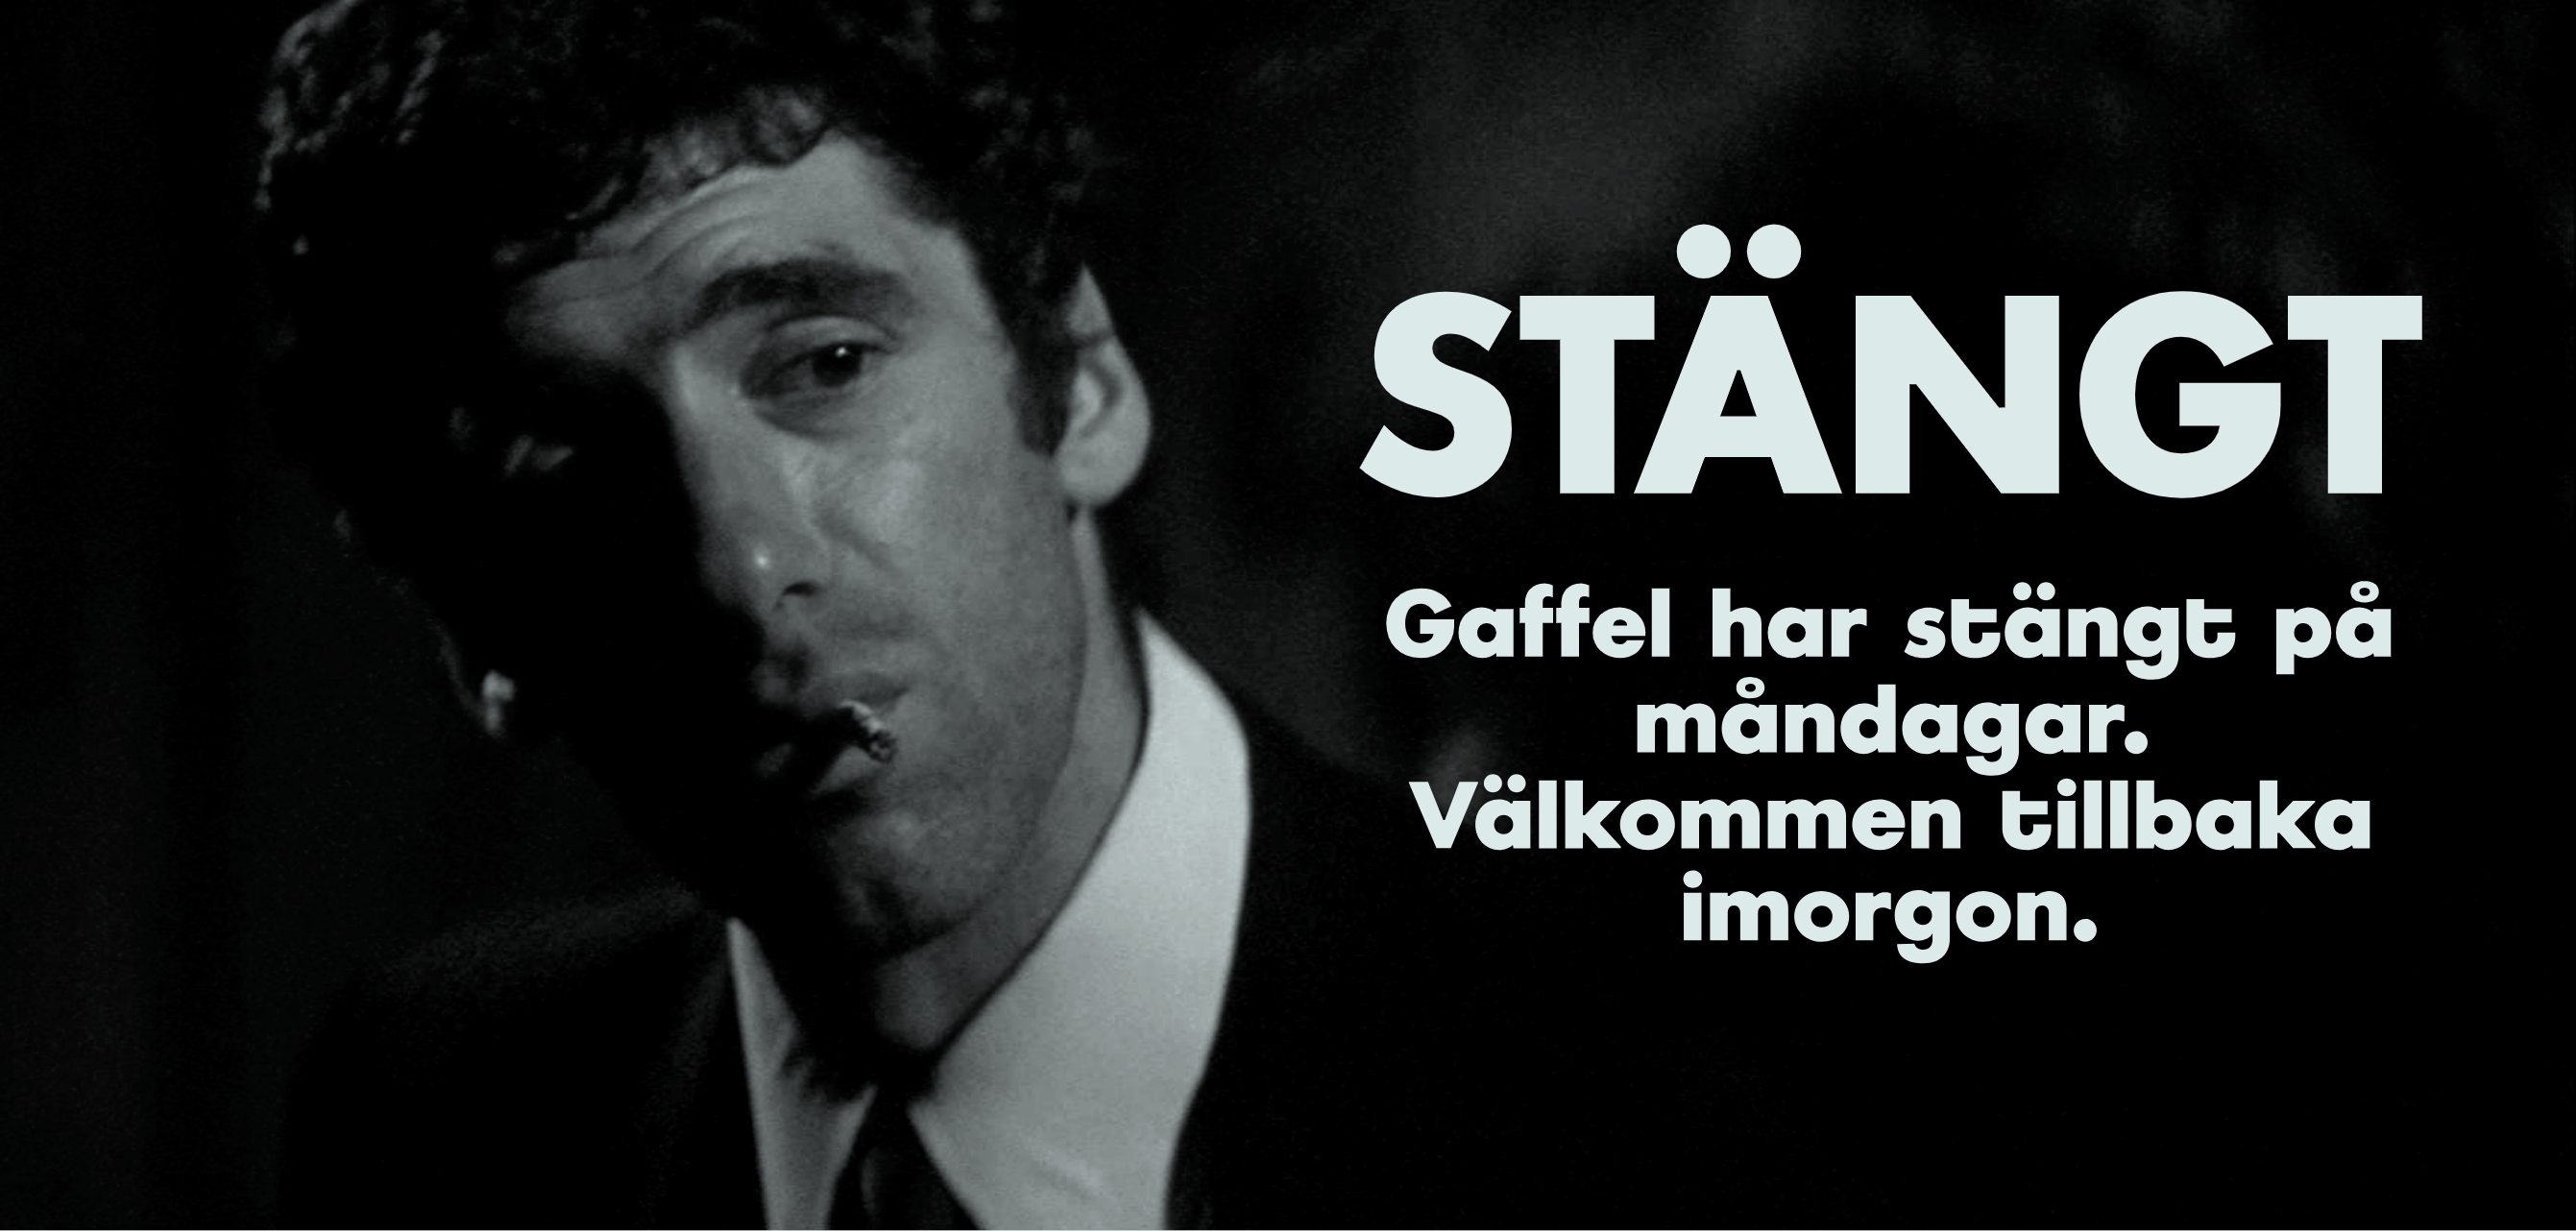 STÄNGT
Gaffel har stängt på
måndagar.
Välkommen tillbaka
imorgon.